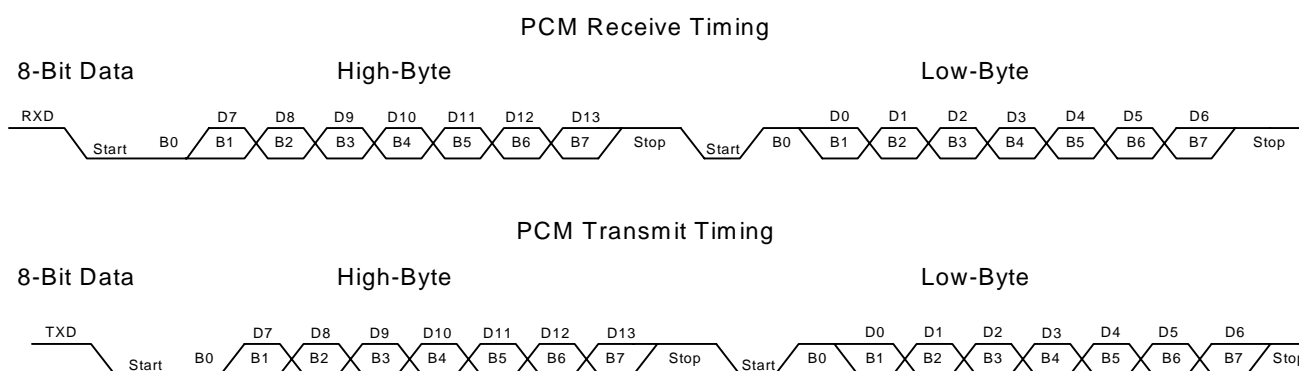 PCM Receive Timing
8-Bit Data High-Byte Low-Byte
RXD D7 D8 D9 D10 D11 D12 D13 D0 D1 D2 D3 D4 D5 D6
Start B0 B1 B2 B3 B4 B5 B6 B7 Stop Start B0 B1 B2 B3 B4 B5 B6 B7 Stop
PCM Transmit Timing
8-Bit Data High-Byte Low-Byte
TXD D7 D8 D9 D10 D11 D12 D13 D0 D1 D2 D3 D4 D5 D6
Start B0 B1 B2 B3 B4 B5 B6 B7 Stop Start B0 B1 B2 B3 B4 B5 B6 B7 Stop